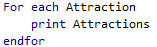 For each Attraction
    print Attractions
endfor